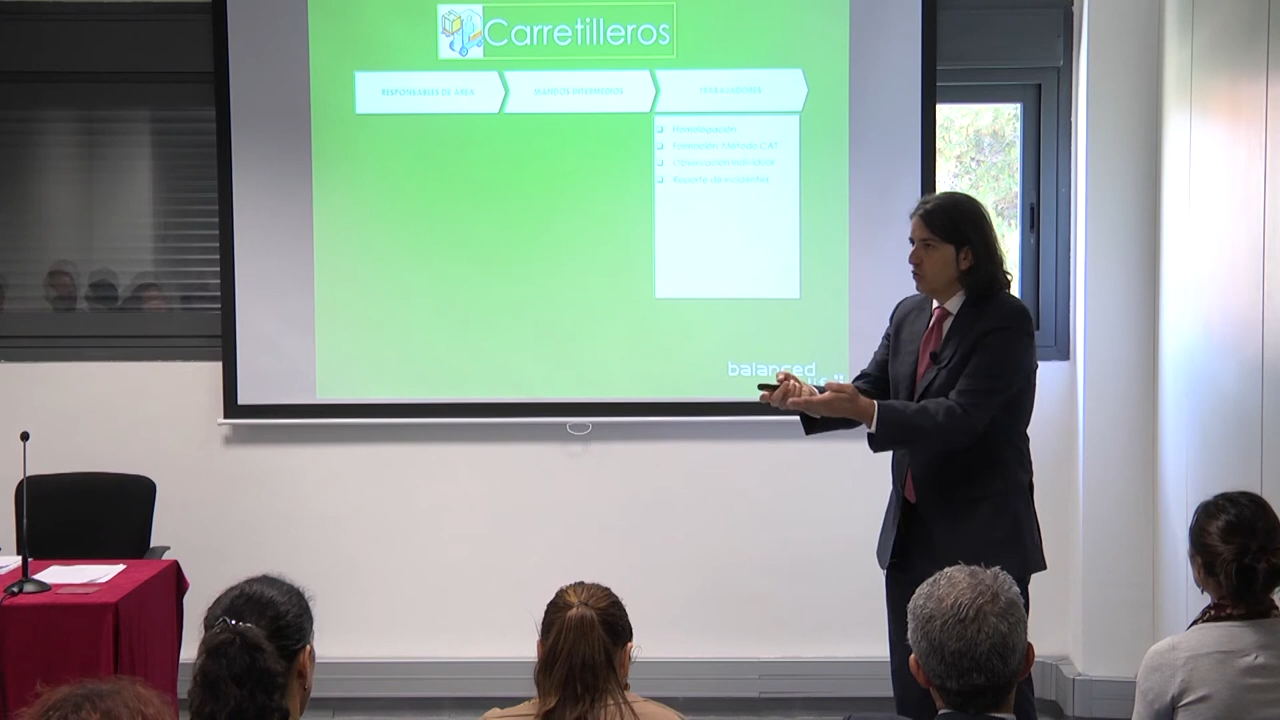 Carretilleros
RESPONSABLES DE ÁREA
MANDOS INTERMEDIOS
TRABAJADORES
Homologación
Formación: Método CAT
Observación individual
Reporte de incidentes
balanced